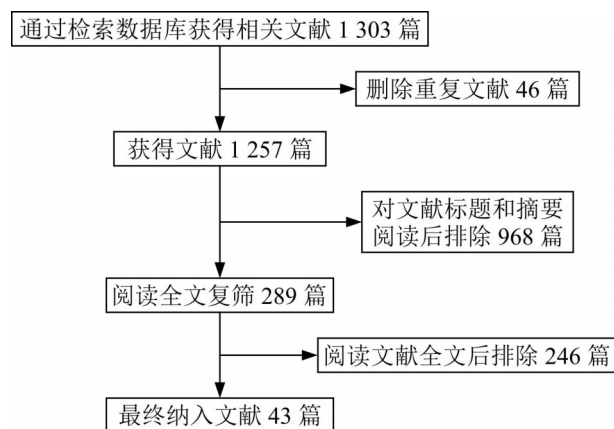 通过检索数据库获得相关文献 1 303 篇
删除重复文献 46 篇
获得文献 1 257 篇
对文献标题和摘要
阅读后排除 968 篇
阅读全文复筛 289 篇
阅读文献全文后排除 246 篇
最终纳入文献 43 篇